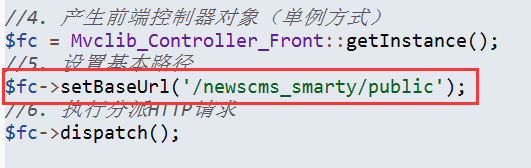 //4. 产生前端控制器对象（单例方式）
$fc = Mvclib_Controller_Front::getInstance();
//5. 设置基本路径
$fc->setBaseUrl('/newscms_smarty/public');
//6. 执行分派HTTP请求
$fc->dispatch();